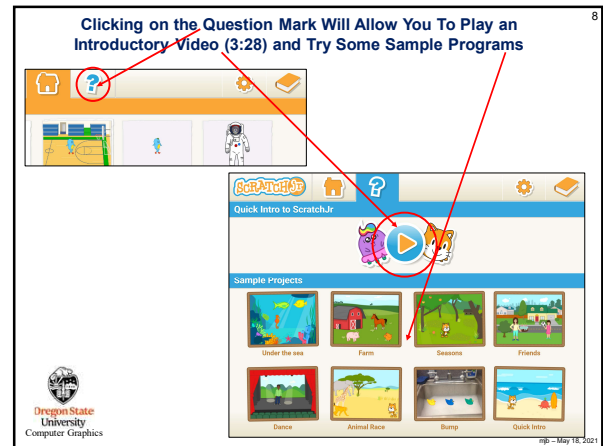 8
Clicking on the Question Mark Will Allow You To Play an
Introductory Video (3:28) and Try Some Sample Programs
?
SCRATCHJr
?
Quick Intro to ScratchJr
Sample Projects
Under the sea
Farm
Seasons
Friends
Dance
Animal Race
Bump
Quick Intro
Oregon State
University
Computer Graphics
mjb – May 18, 2021